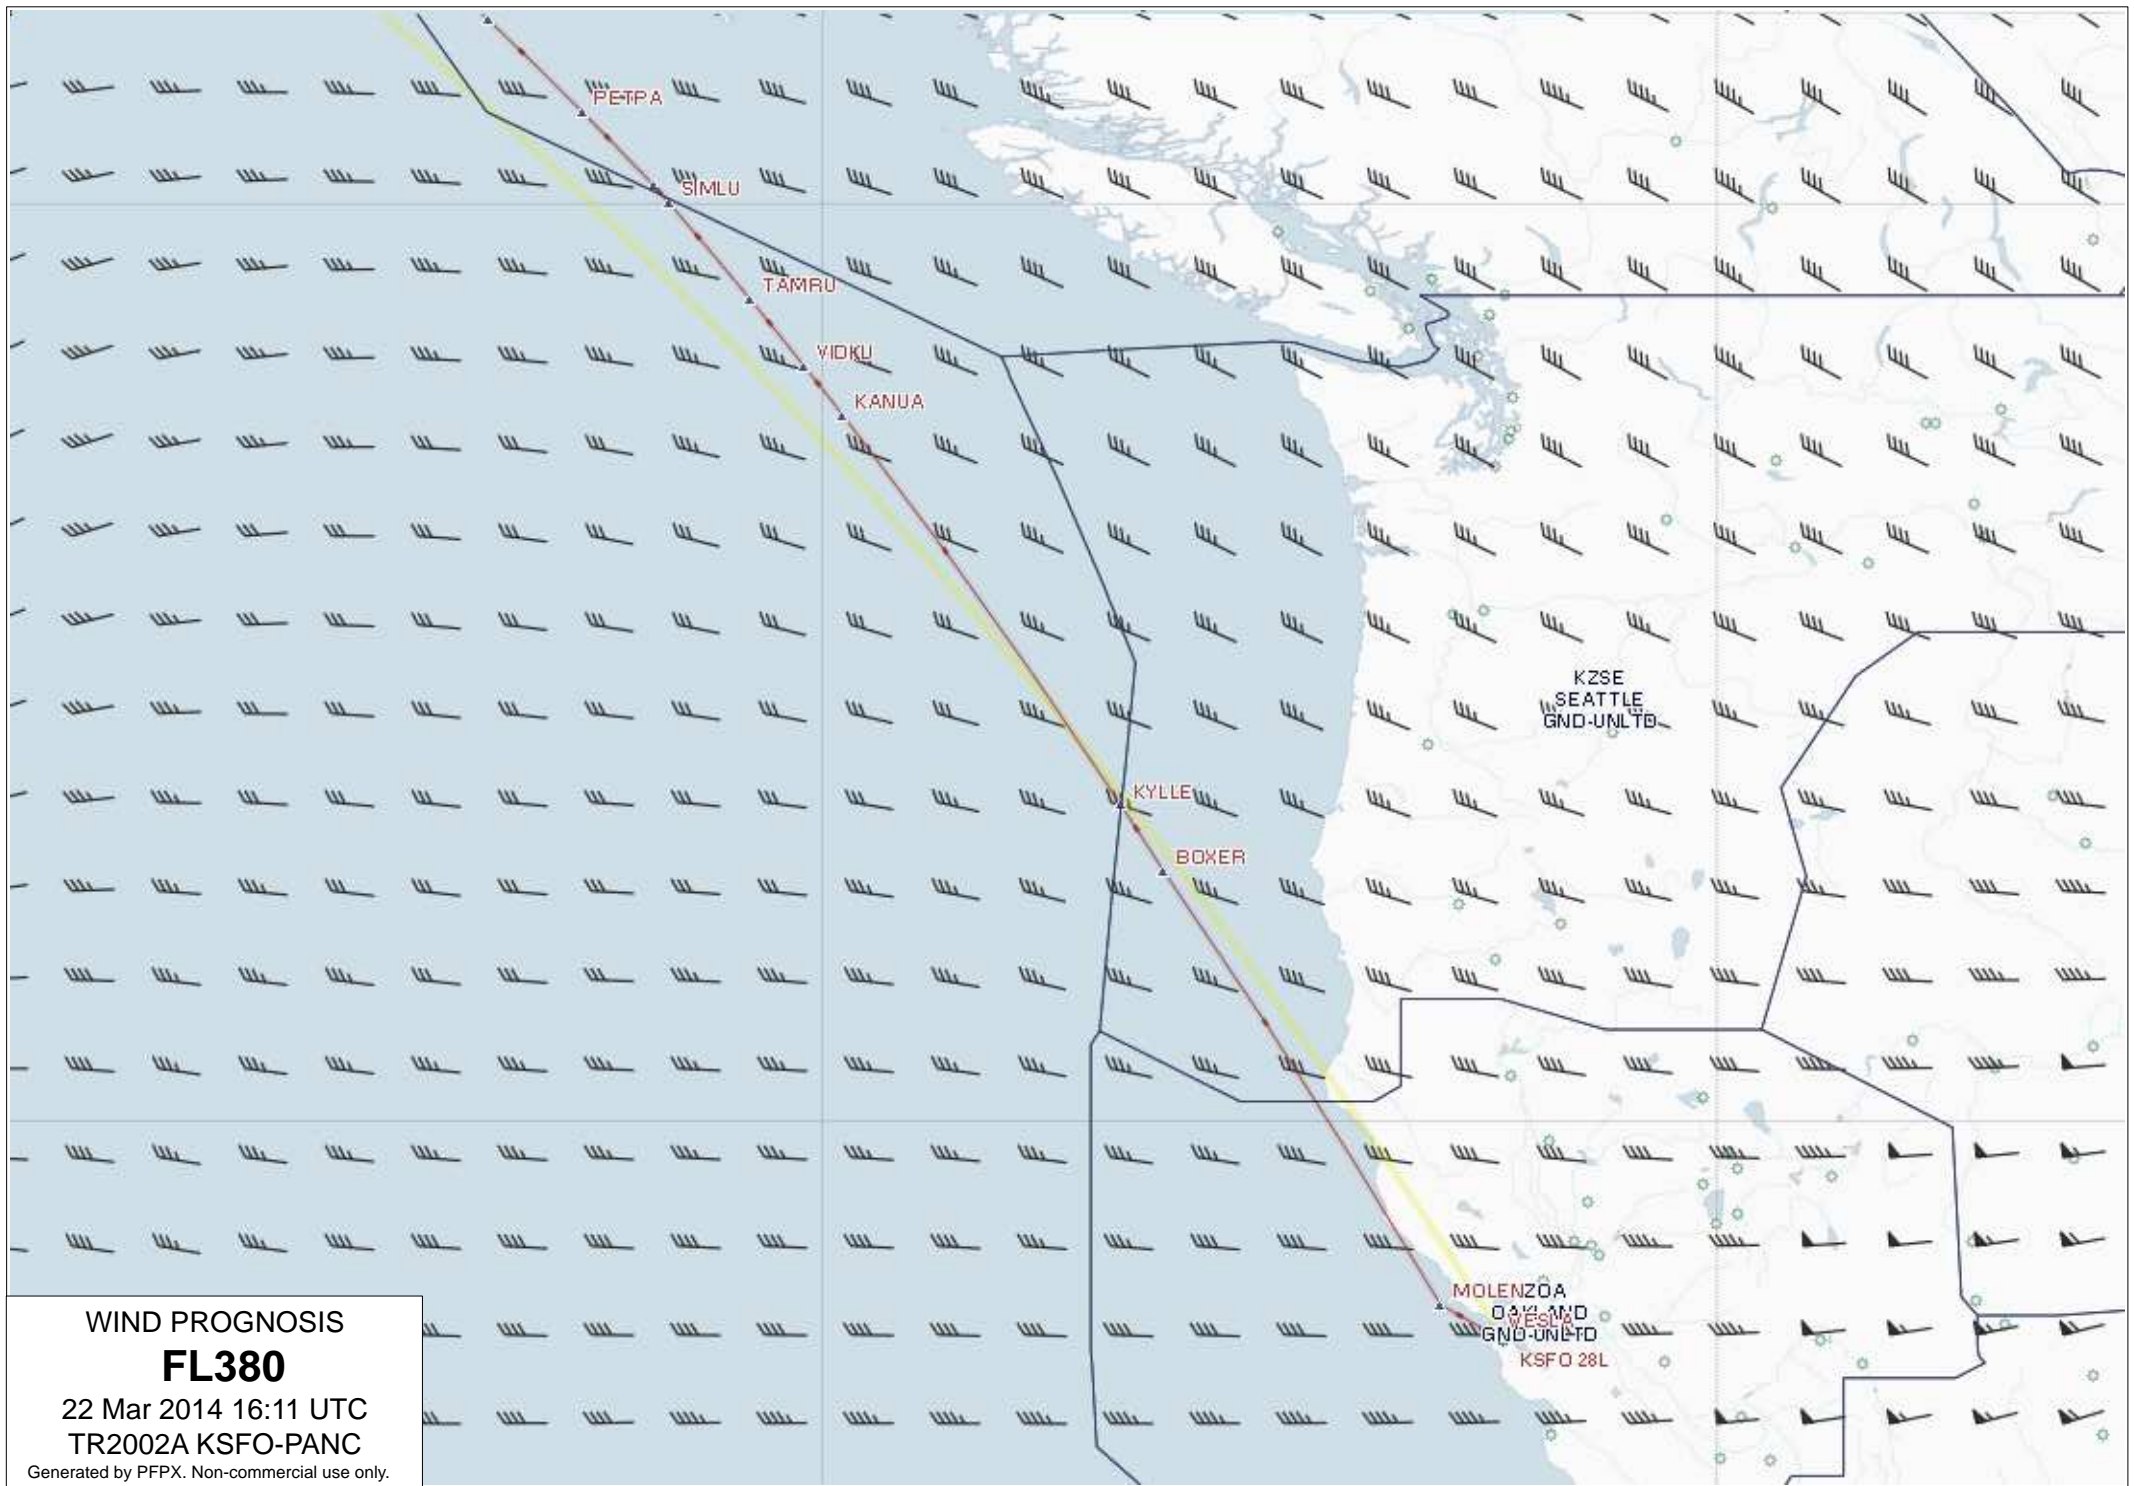 PETPA
SIMLU
TAMRU
VIDKU
KANUA
KZSE
SEATTLE
GND-UNLTD
KYLLE
BOXER
MOLEN
ZOA
OAKLAND
WESLA
GND-UNLTD
KSFO 28L
WIND PROGNOSIS
FL380
22 Mar 2014 16:11 UTC
TR2002A KSFO-PANC
Generated by PFPX. Non-commercial use only.